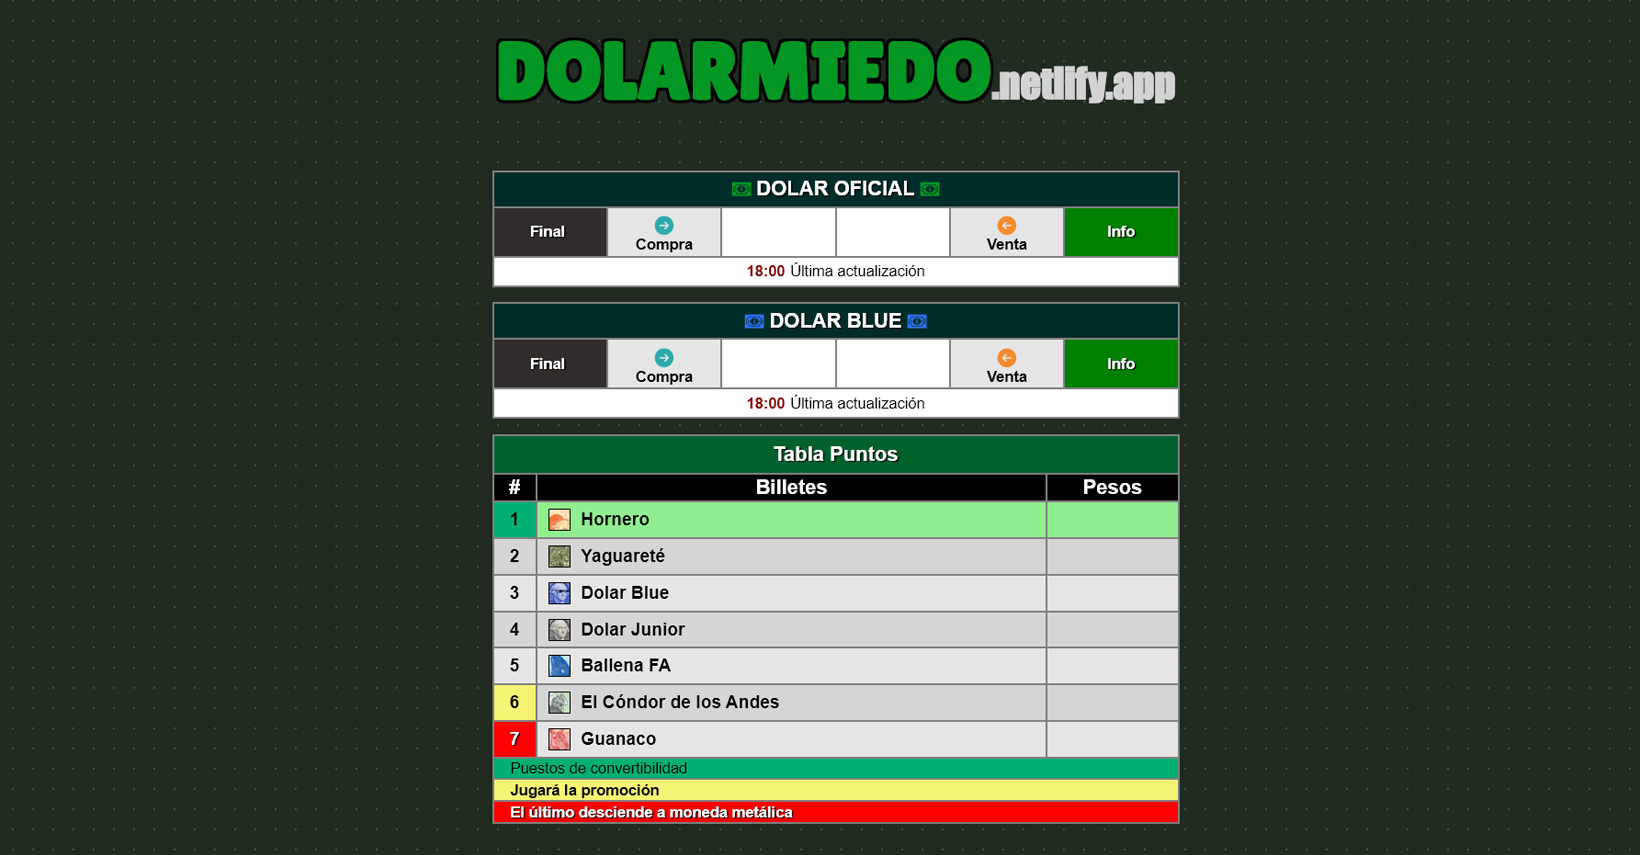 DOLARMIEDO.netlify.app
DOLAR OFICIAL
Final Compra Venta Info
18:00 Última actualización
DOLAR BLUE
Final Compra Venta Info
18:00 Última actualización
Tabla Puntos
# Billetes Pesos
1 Hornero
2 Yaguareté
3 Dolar Blue
4 Dolar Junior
5 Ballena FA
6 El Cóndor de los Andes
7 Guanaco
Puestos de convertibilidad
Jugará la promoción
El último desciende a moneda metálica